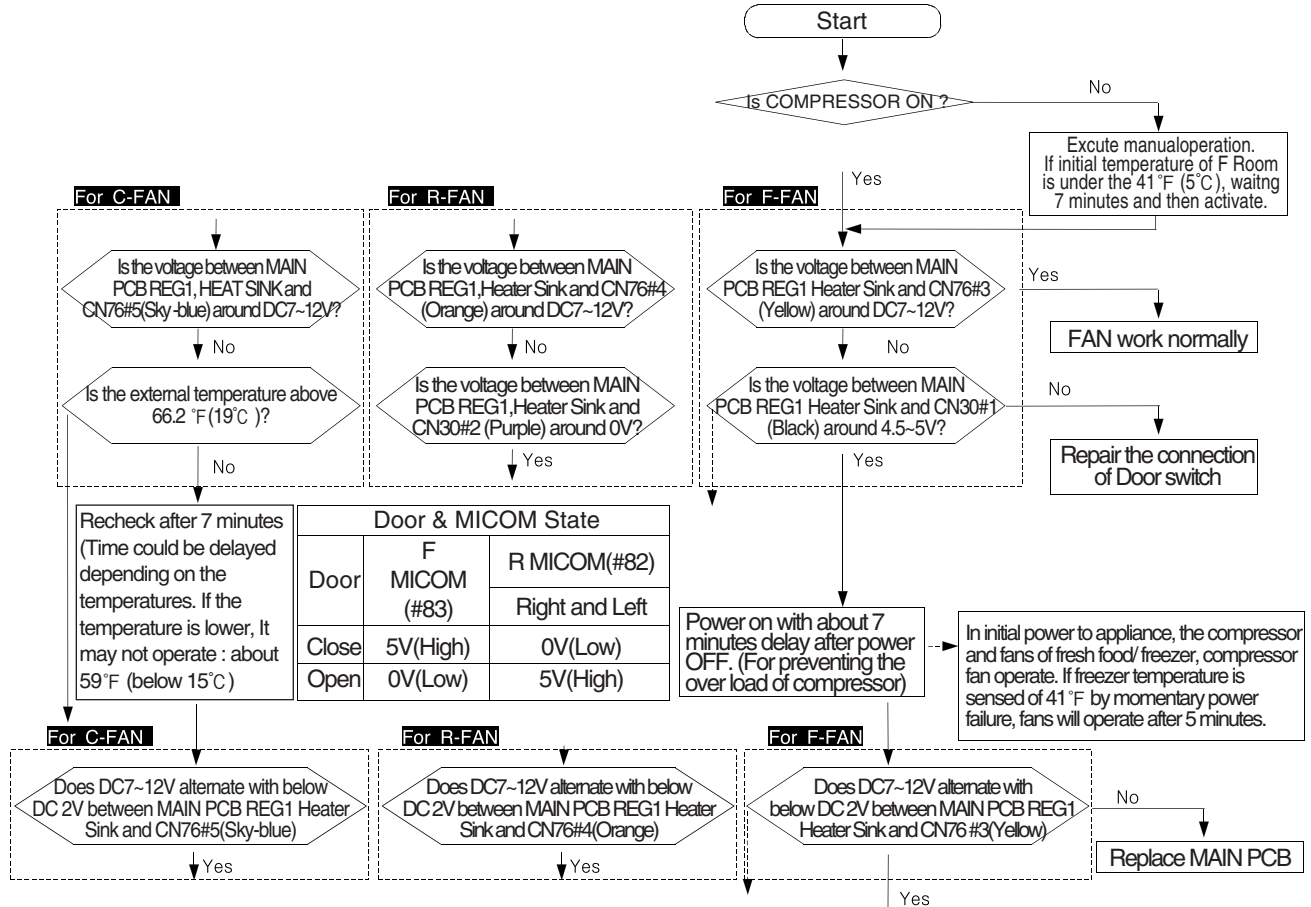 Start
Is COMPRESSOR ON ?
No
Excute manualoperation.
If initial temperature of F Room
is under the 41°F (5°C), waitng
7 minutes and then activate.
Yes
For C-FAN
Is the voltage between MAIN
PCB REG1, HEAT SINK and
CN76#5(Sky-blue) around DC7~12V?
No
Is the external temperature above
66.2 °F(19°C )?
No
For R-FAN
Is the voltage between MAIN
PCB REG1,Heater Sink and CN76#4
(Orange) around DC7~12V?
No
Is the voltage between MAIN
PCB REG1,Heater Sink and
CN30#2 (Purple) around 0V?
Yes
For F-FAN
Is the voltage between MAIN
PCB REG1 Heater Sink and CN76#3
(Yellow) around DC7~12V?
Yes
FAN work normally
No
Is the voltage between MAIN
PCB REG1 Heater Sink and CN30#1
(Black) around 4.5~5V?
No
Repair the connection
of Door switch
Yes
Recheck after 7 minutes
(Time could be delayed
depending on the
temperatures. If the
temperature is lower, It
may not operate : about
59°F (below 15°C)
Door & MICOM State
Door
F
MICOM
(#83)
R MICOM(#82)
Right and Left
Close 5V(High) 0V(Low)
Open 0V(Low) 5V(High)
Power on with about 7
minutes delay after power
OFF. (For preventing the
over load of compressor)
In initial power to appliance, the compressor
and fans of fresh food/ freezer, compressor
fan operate. If freezer temperature is
sensed of 41°F by momentary power
failure, fans will operate after 5 minutes.
For C-FAN
Does DC7~12V alternate with below
DC 2V between MAIN PCB REG1 Heater
Sink and CN76#5(Sky-blue)
Yes
For R-FAN
Does DC7~12V alternate with below
DC 2V between MAIN PCB REG1 Heater
Sink and CN76#4(Orange)
Yes
For F-FAN
Does DC7~12V alternate with
below DC 2V between MAIN PCB REG1
Heater Sink and CN76 #3(Yellow)
No
Replace MAIN PCB
Yes